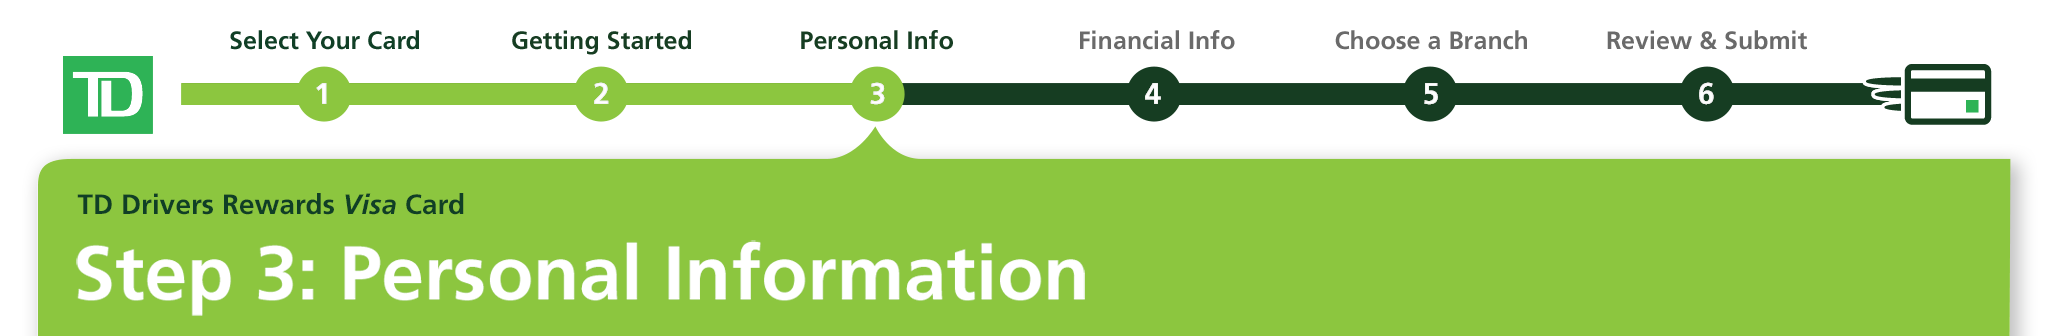 Select Your Card
Getting Started
Personal Info
Financial Info
Choose a Branch
Review & Submit
TD
1
2
3
4
5
6
TD Drivers Rewards Visa Card
Step 3: Personal Information